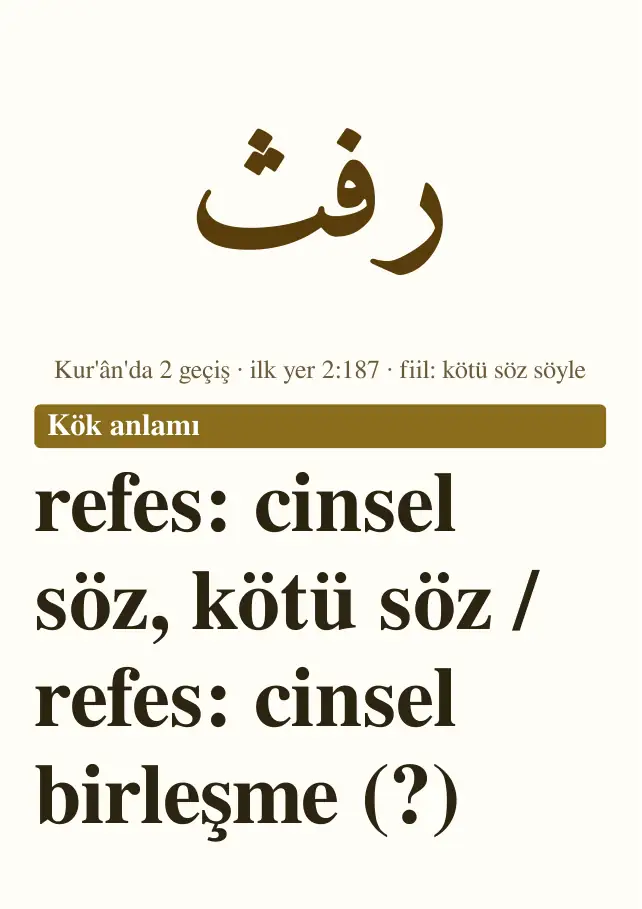 رفث
Kur'ân'da 2 geçiş · ilk yer 2:187 · fiil: kötü söz söyle
Kök anlamı
refes: cinsel
söz, kötü söz /
refes: cinsel
birleşme (?)